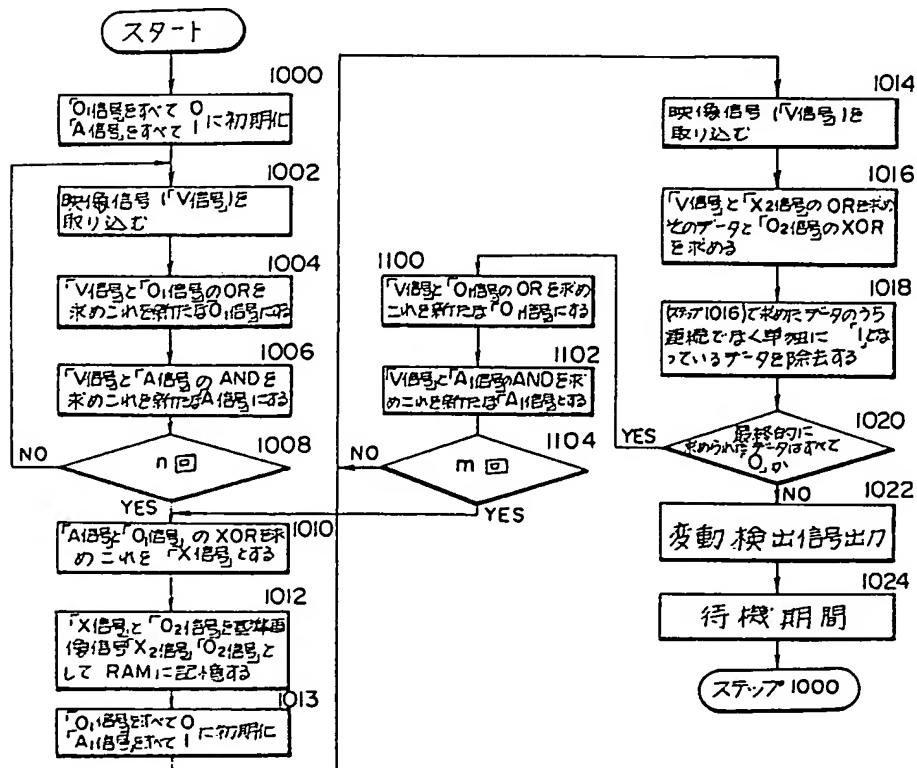 スタート
1000
「O₁信号」をすべて 0
「A信号」をすべて 1 に初期化
1002
映像信号(「V信号」)を
取り込む
1004
「V信号」と「O₁信号」のORを
求めこれを新たな「O₁信号」にする
1006
「V信号」と「A信号」のANDを
求めこれを新たな「A信号」にする
1008
n回
NO
YES
1010
「A信号」と「O₁信号」のXORを求
めこれを「X信号」とする
1012
「X信号」と「O₂信号」を基準画
像信号「X₂信号」「O₂信号」と
して RAMに記憶する
1013
「O₁信号」をすべて 0
「A₁信号」をすべて 1 に初期化
1100
「V信号」と「O₁信号」のORを求め
これを新たな「O₁信号」にする
1102
「V信号」と「A₁信号」のANDを求
めこれを新たな「A₁信号」とする
1104
m回
NO
YES
1014
映像信号(「V信号」)を
取り込む
1016
「V信号」と「X₂信号」のORを求め
そのデータと「O₂信号」のXOR
を求める
1018
(ステップ1016)で求めたデータのうち
連続でなく単独に「1」とな
っているデータを除去する
1020
最終的に
求められたデータはすべて
「0」か
YES
NO
1022
変動検出信号出力
1024
待機期間
ステップ1000